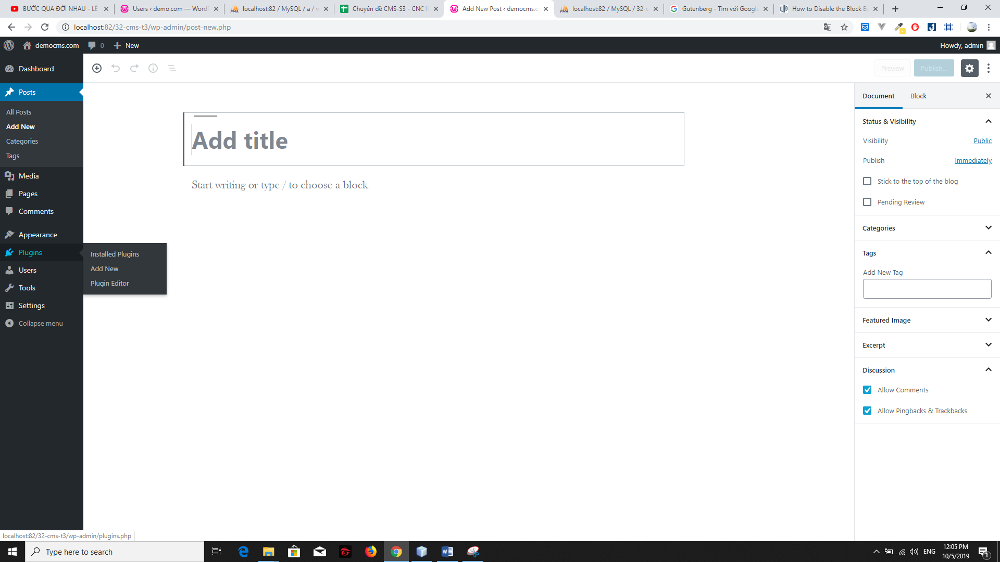 BƯỚC QUA ĐỜI NHAU - LÊ
Users ‹ demo.com — WordP
localhost:82 / MySQL / a / w
Chuyên đề CMS-S3 - CNC10
Add New Post ‹ democms.c
localhost:82 / MySQL / 32-c
Gutenberg - Tìm với Google
How to Disable the Block Ed
localhost:82/32-cms-t3/wp-admin/post-new.php
democms.com
0
New
Howdy, admin
Dashboard
Posts
All Posts
Add New
Categories
Tags
Media
Pages
Comments
Appearance
Plugins
Installed Plugins
Add New
Plugin Editor
Users
Tools
Settings
Collapse menu
Preview
Publish...
Add title
Start writing or type / to choose a block
Document
Block
Status & Visibility
Visibility
Public
Publish
Immediately
Stick to the top of the blog
Pending Review
Categories
Tags
Add New Tag
Featured Image
Excerpt
Discussion
Allow Comments
Allow Pingbacks & Trackbacks
localhost:82/32-cms-t3/wp-admin/plugins.php
Type here to search
ENG
12:05 PM
10/5/2019
1